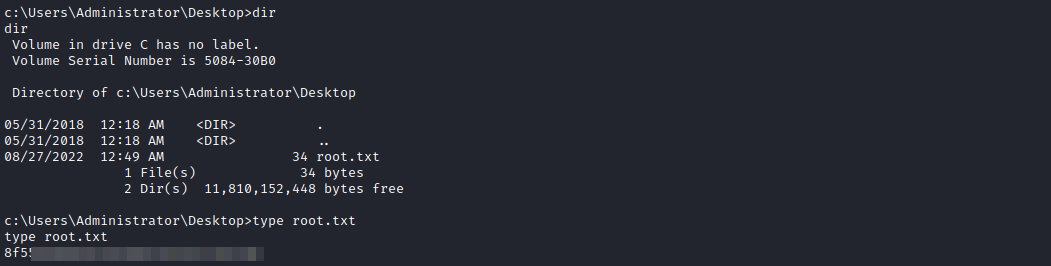 c:\Users\Administrator\Desktop>dir
dir
 Volume in drive C has no label.
 Volume Serial Number is 5084-30B0

 Directory of c:\Users\Administrator\Desktop

05/31/2018  12:18 AM    <DIR>          .
05/31/2018  12:18 AM    <DIR>          ..
08/27/2022  12:49 AM                34 root.txt
               1 File(s)             34 bytes
               2 Dir(s)  11,810,152,448 bytes free

c:\Users\Administrator\Desktop>type root.txt
type root.txt